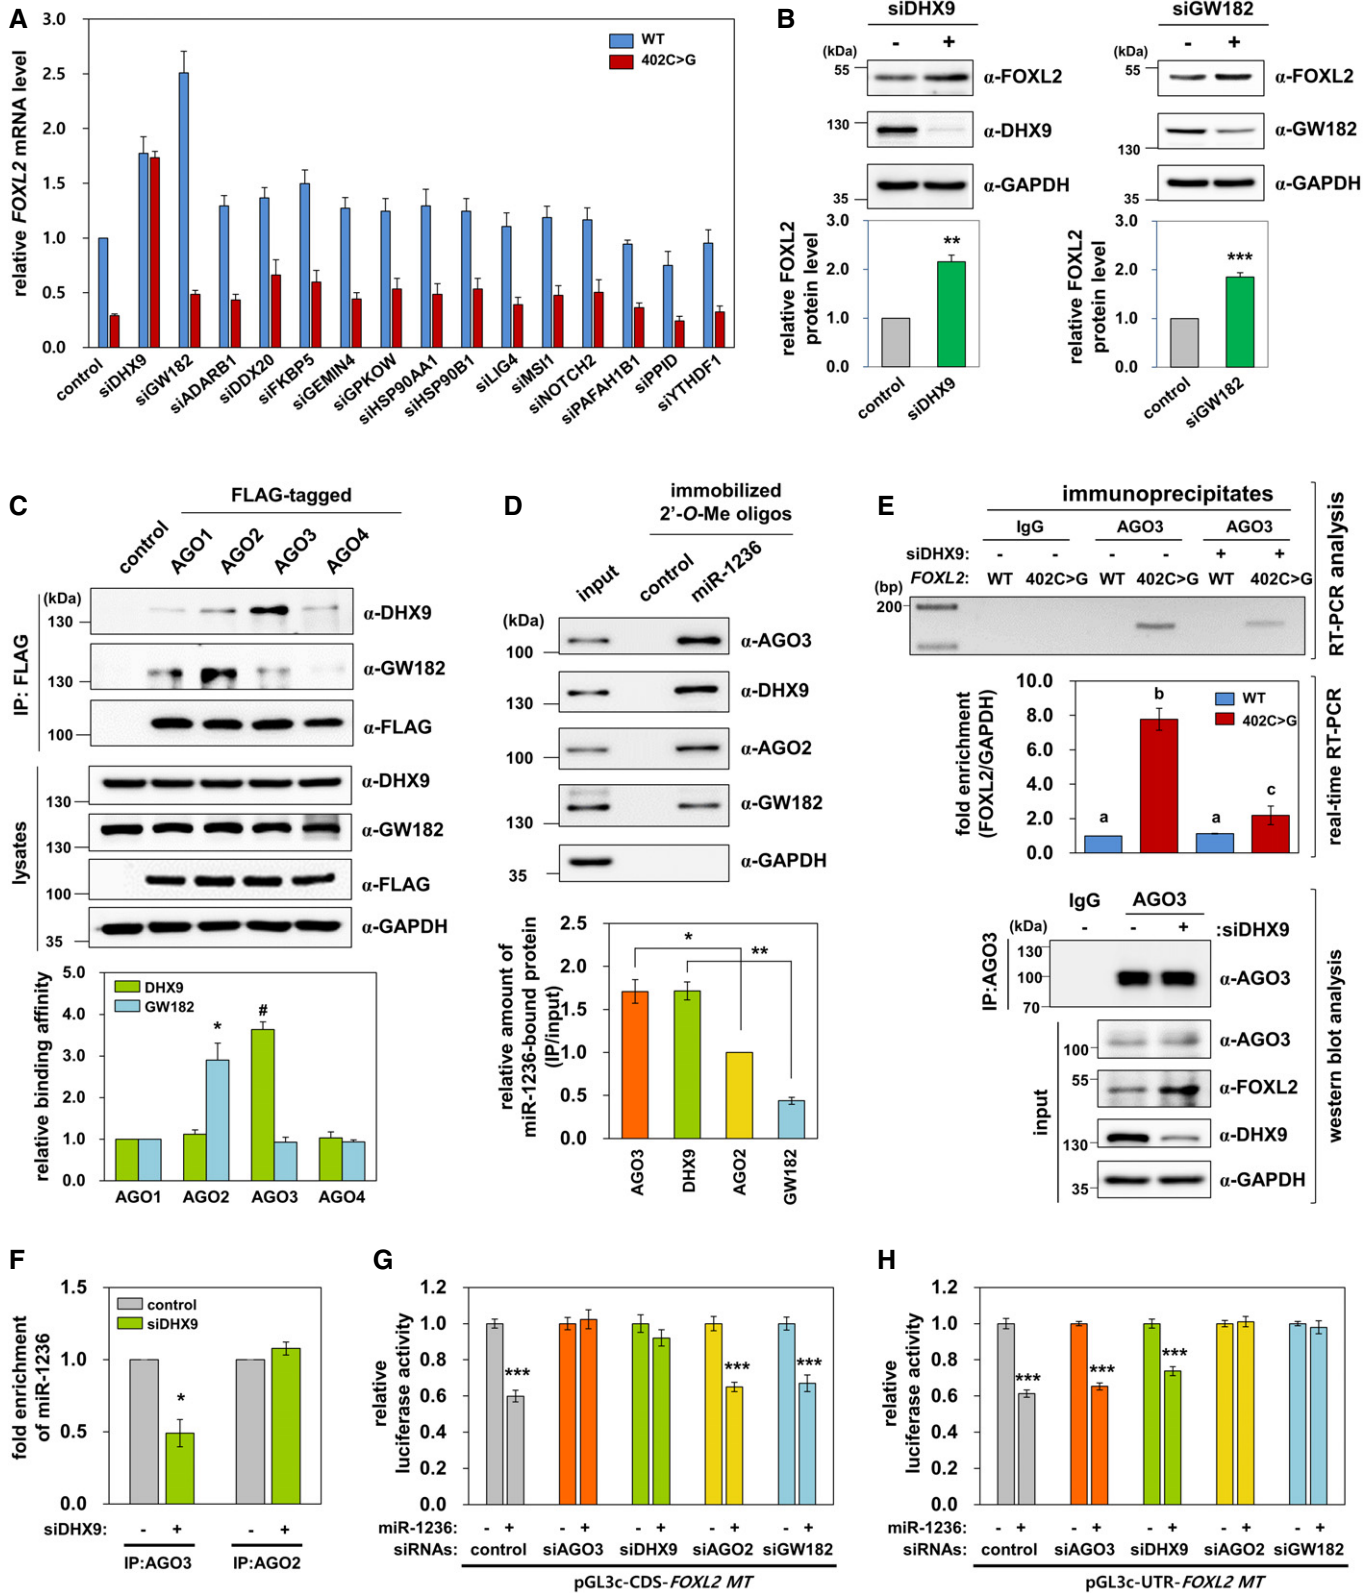 A
relative FOXL2 mRNA level
3.0
2.5
2.0
1.5
1.0
0.5
0.0
WT
402C>G
control
siDHX9
siGW182
siADARB1
siDDX20
siFKBP5
siGEMIN4
siGPKOW
siHSP90AA1
siHSP90B1
siLIG4
siMSI1
siNOTCH2
siPAFAH1B1
siPPID
siYTHDF1
B
siDHX9
(kDa) - +
55 α-FOXL2
130 α-DHX9
35 α-GAPDH
relative FOXL2 protein level
3.0
2.0
1.0
0.0
**
control
siDHX9
siGW182
(kDa) - +
55 α-FOXL2
130 α-GW182
35 α-GAPDH
relative FOXL2 protein level
3.0
2.0
1.0
0.0
***
control
siGW182
C
FLAG-tagged
control AGO1 AGO2 AGO3 AGO4
(kDa)
IP: FLAG
130 α-DHX9
130 α-GW182
100 α-FLAG
lysates
130 α-DHX9
130 α-GW182
100 α-FLAG
35 α-GAPDH
relative binding affinity
5.0
4.0
3.0
2.0
1.0
0.0
DHX9
GW182
* #
AGO1 AGO2 AGO3 AGO4
D
immobilized
2'-O-Me oligos
input control miR-1236
(kDa)
100 α-AGO3
130 α-DHX9
100 α-AGO2
130 α-GW182
35 α-GAPDH
relative amount of
miR-1236-bound protein
(IP/input)
2.5
2.0
1.5
1.0
0.5
0.0
* **
AGO3 DHX9 AGO2 GW182
E
immunoprecipitates
IgG AGO3 AGO3
siDHX9: - - - - + +
FOXL2: WT 402C>G WT 402C>G WT 402C>G
(bp)
200
RT-PCR analysis
fold enrichment
(FOXL2/GAPDH)
10.0
8.0
6.0
4.0
2.0
0.0
WT
402C>G
a b a c
real-time RT-PCR
IgG AGO3
(kDa) - - + :siDHX9
IP:AGO3
130
100 α-AGO3
70
input
100 α-AGO3
55 α-FOXL2
130 α-DHX9
35 α-GAPDH
western blot analysis
F
fold enrichment
of miR-1236
1.5
1.0
0.5
0.0
control
siDHX9
*
siDHX9: - + - +
IP:AGO3 IP:AGO2
G
relative
luciferase activity
1.2
1.0
0.8
0.6
0.4
0.2
0.0
*** *** ***
miR-1236: - + - + - + - + - +
siRNAs: control siAGO3 siDHX9 siAGO2 siGW182
pGL3c-CDS-FOXL2 MT
H
relative
luciferase activity
1.2
1.0
0.8
0.6
0.4
0.2
0.0
*** *** ***
miR-1236: - + - + - + - + - +
siRNAs: control siAGO3 siDHX9 siAGO2 siGW182
pGL3c-UTR-FOXL2 MT